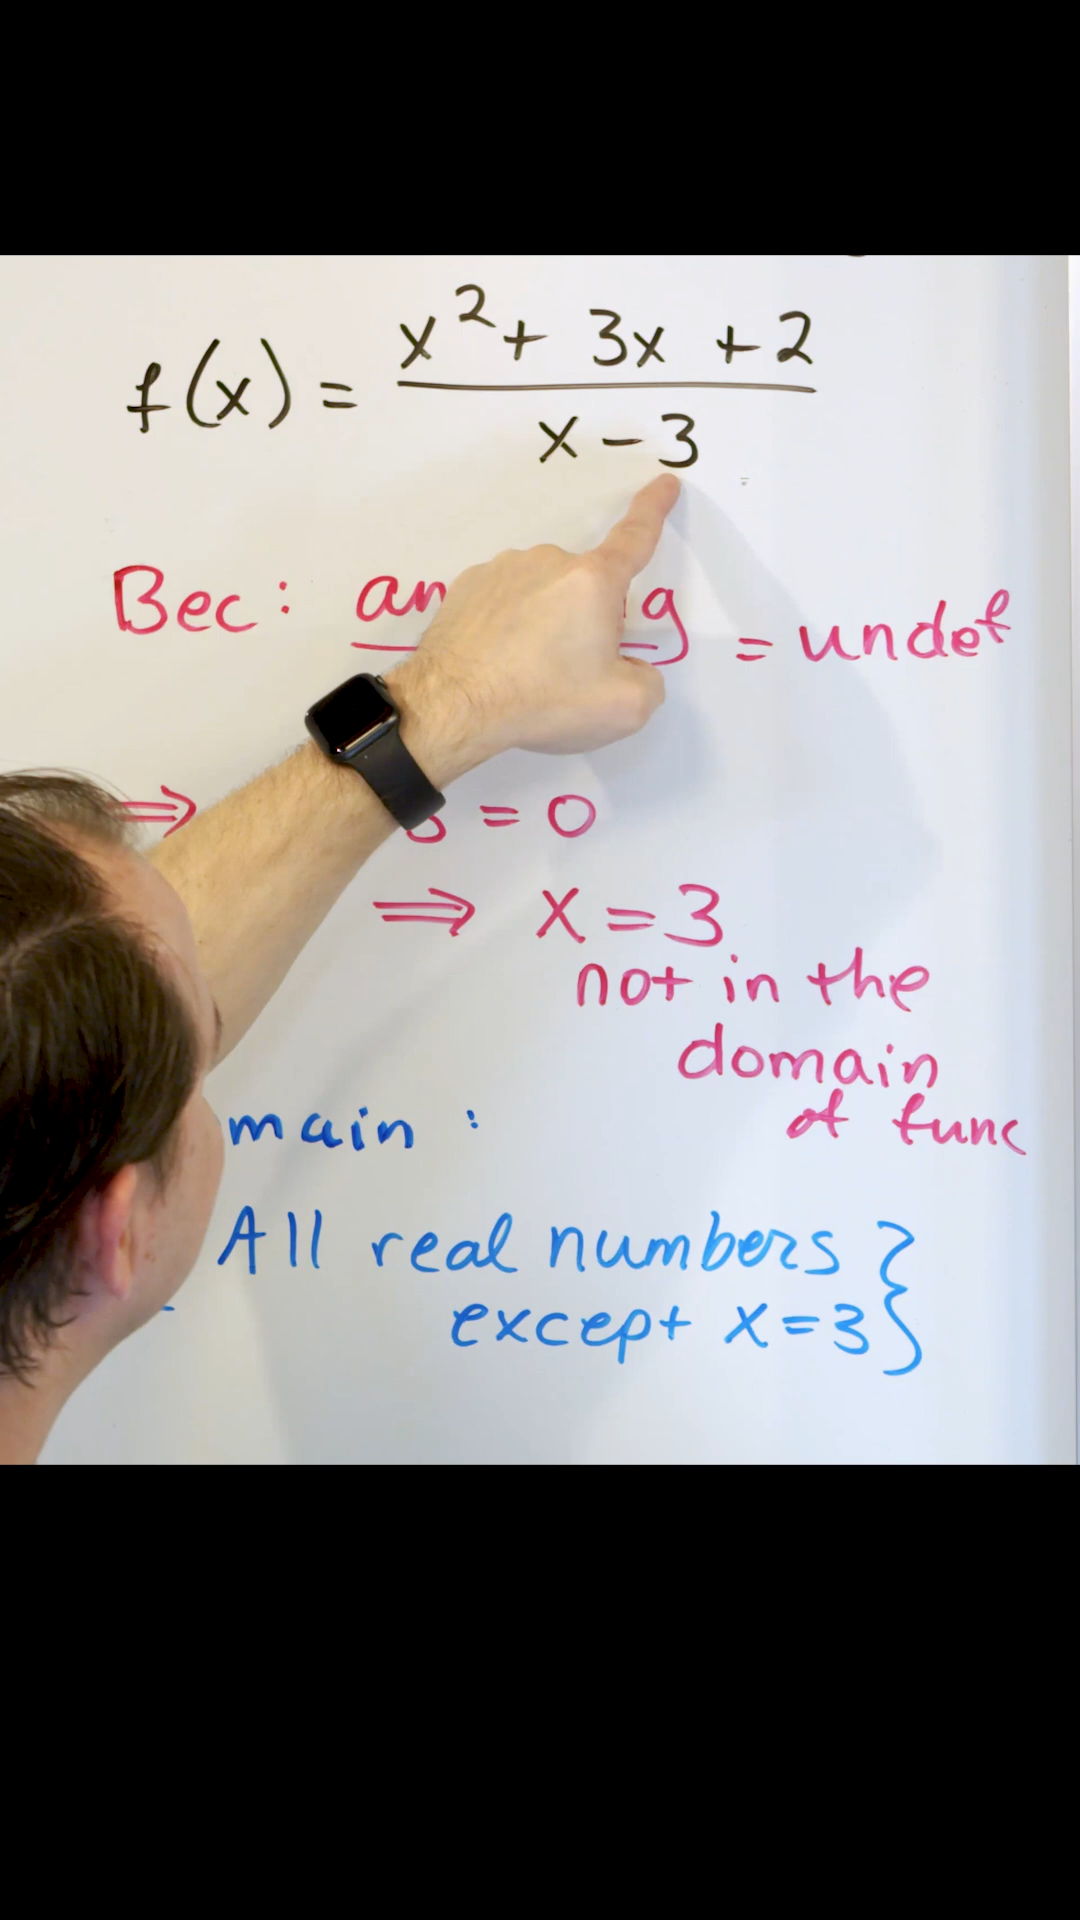 f(x) = x² + 3x + 2
x - 3
Bec: = undef
⇒ = 0
⇒ x = 3
not in the
domain
of func
main :
All real numbers }
except x = 3